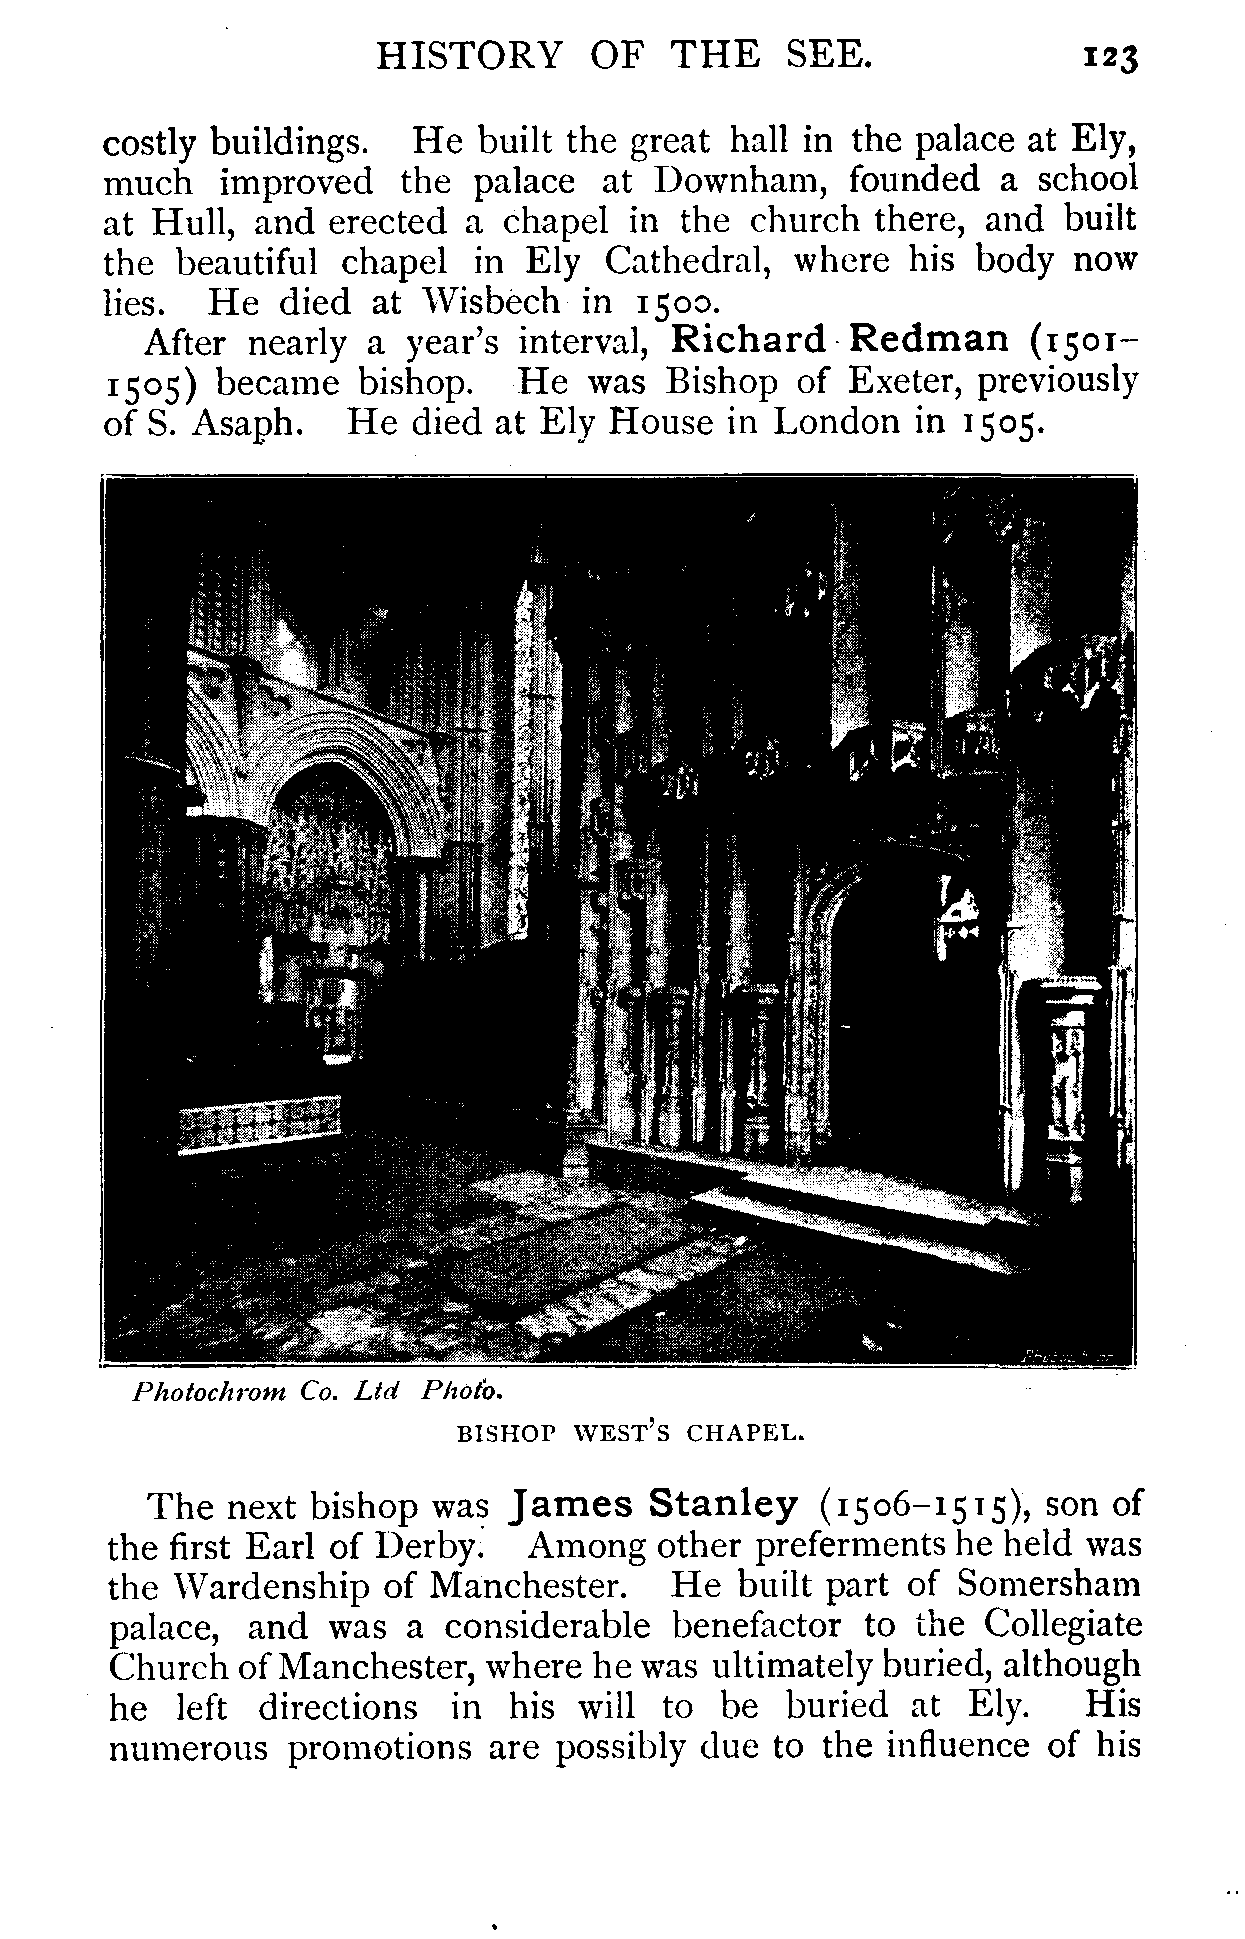 HISTORY OF THE SEE. 123
costly buildings. He built the great hall in the palace at Ely,
much improved the palace at Downham, founded a school
at Hull, and erected a chapel in the church there, and built
the beautiful chapel in Ely Cathedral, where his body now
lies. He died at Wisbech in 1500.
After nearly a year's interval, Richard Redman (1501-
1505) became bishop. He was Bishop of Exeter, previously
of S. Asaph. He died at Ely House in London in 1505.
Photochrom Co. Ltd Photo.
BISHOP WEST'S CHAPEL.
The next bishop was James Stanley (1506-1515), son of
the first Earl of Derby. Among other preferments he held was
the Wardenship of Manchester. He built part of Somersham
palace, and was a considerable benefactor to the Collegiate
Church of Manchester, where he was ultimately buried, although
he left directions in his will to be buried at Ely. His
numerous promotions are possibly due to the influence of his